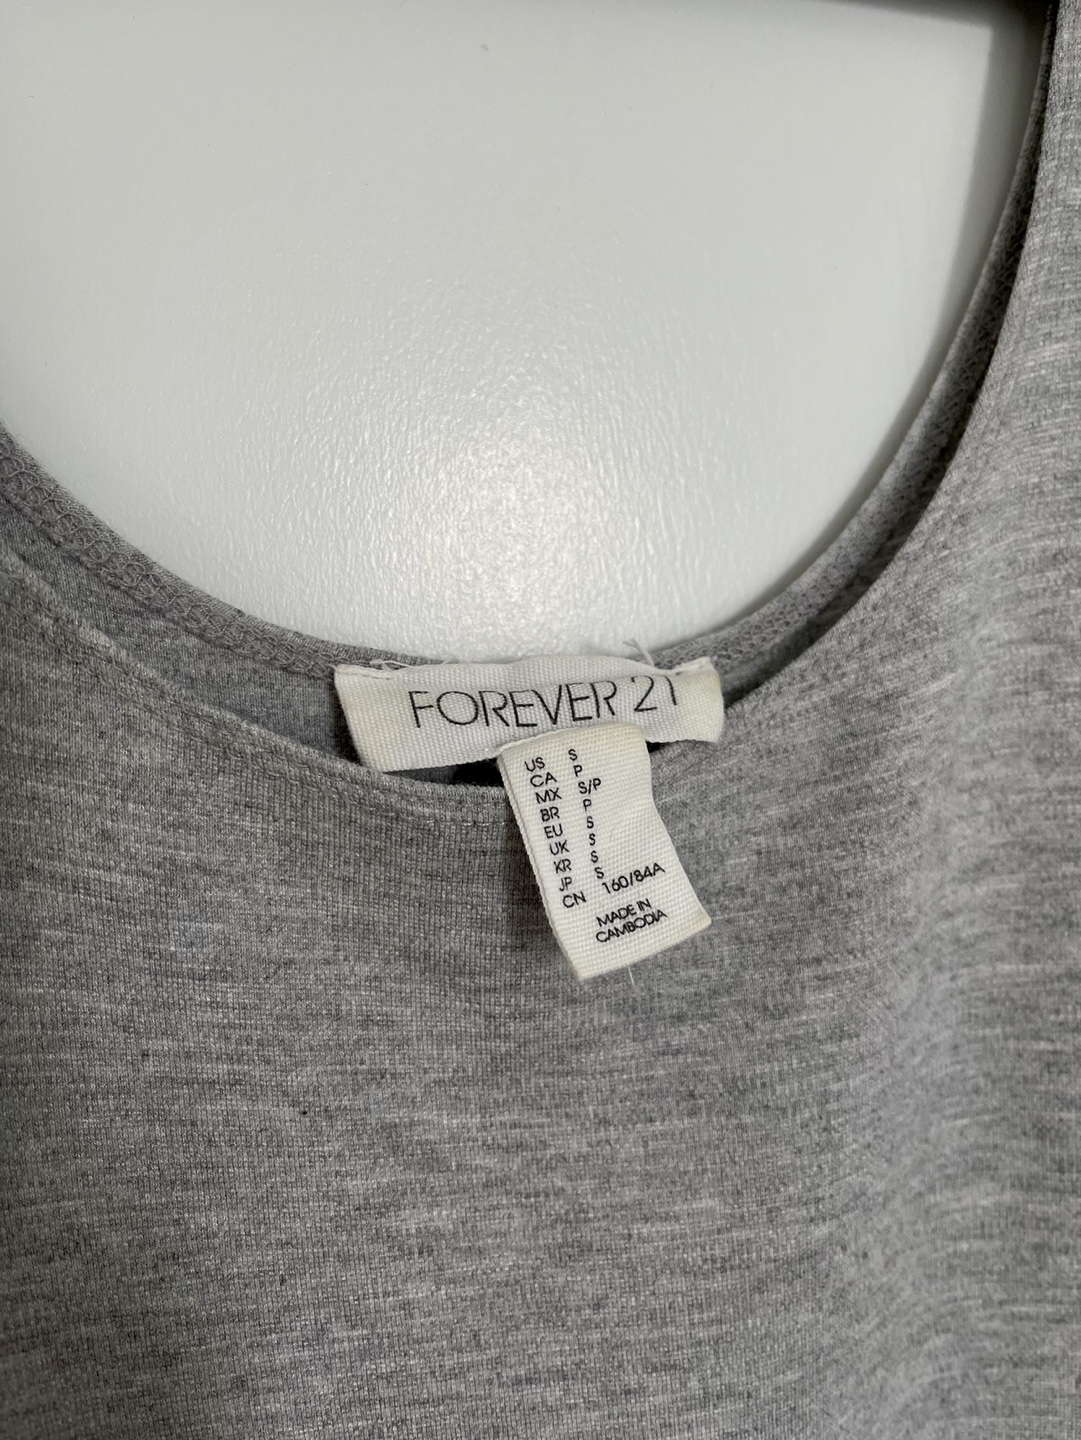 FOREVER 21
US S
CA P
MX S/P
BR P
EU S
UK S
KR S
JP S
CN 160/84A
MADE IN
CAMBODIA